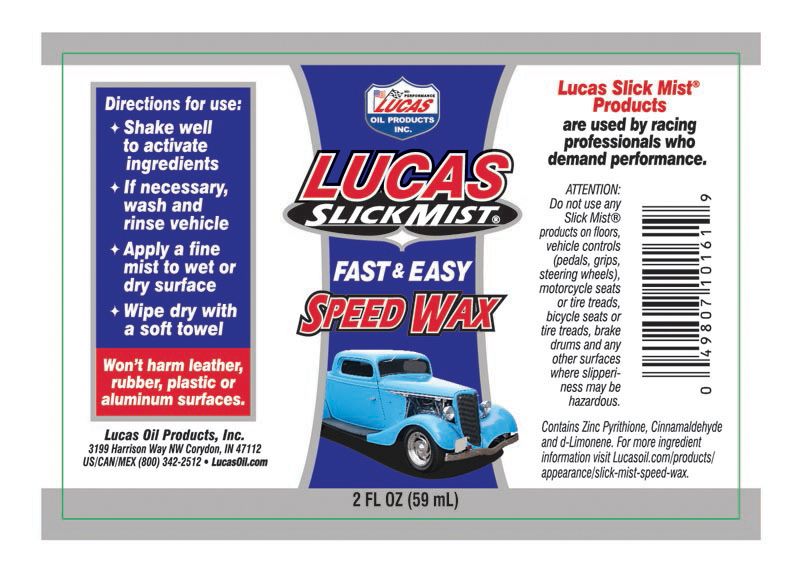 Directions for use:
✦ Shake well
to activate
ingredients
✦ If necessary,
wash and
rinse vehicle
✦ Apply a fine
mist to wet or
dry surface
✦ Wipe dry with
a soft towel
Won't harm leather,
rubber, plastic or
aluminum surfaces.
Lucas Oil Products, Inc.
3199 Harrison Way NW Corydon, IN 47112
US/CAN/MEX (800) 342-2512 • LucasOil.com
HIGH PERFORMANCE
LUCAS
OIL PRODUCTS
INC.
LUCAS
SLICK MIST®
FAST & EASY
SPEED WAX
2 FL OZ (59 mL)
Lucas Slick Mist®
Products
are used by racing
professionals who
demand performance.
ATTENTION:
Do not use any
Slick Mist®
products on floors,
vehicle controls
(pedals, grips,
steering wheels),
motorcycle seats
or tire treads,
bicycle seats or
tire treads, brake
drums and any
other surfaces
where slipperi-
ness may be
hazardous.
0 49807 10161 9
Contains Zinc Pyrithione, Cinnamaldehyde
and d-Limonene. For more ingredient
information visit Lucasoil.com/products/
appearance/slick-mist-speed-wax.